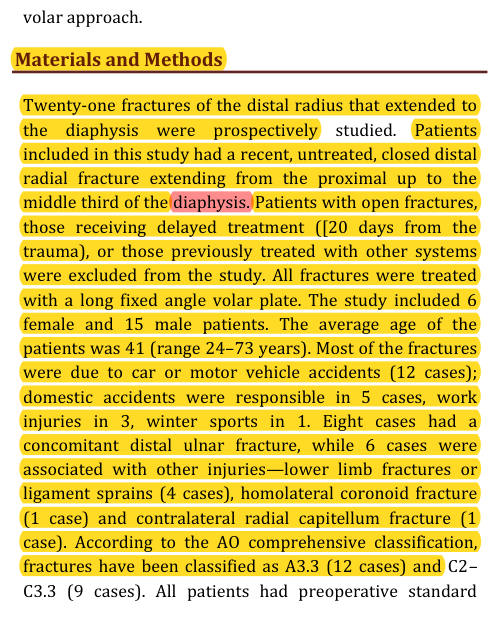 volar approach.
Materials and Methods
Twenty-one fractures of the distal radius that extended to
the diaphysis were prospectively studied. Patients
included in this study had a recent, untreated, closed distal
radial fracture extending from the proximal up to the
middle third of the diaphysis. Patients with open fractures,
those receiving delayed treatment ([20 days from the
trauma), or those previously treated with other systems
were excluded from the study. All fractures were treated
with a long fixed angle volar plate. The study included 6
female and 15 male patients. The average age of the
patients was 41 (range 24–73 years). Most of the fractures
were due to car or motor vehicle accidents (12 cases);
domestic accidents were responsible in 5 cases, work
injuries in 3, winter sports in 1. Eight cases had a
concomitant distal ulnar fracture, while 6 cases were
associated with other injuries—lower limb fractures or
ligament sprains (4 cases), homolateral coronoid fracture
(1 case) and contralateral radial capitellum fracture (1
case). According to the AO comprehensive classification,
fractures have been classified as A3.3 (12 cases) and C2–
C3.3 (9 cases). All patients had preoperative standard